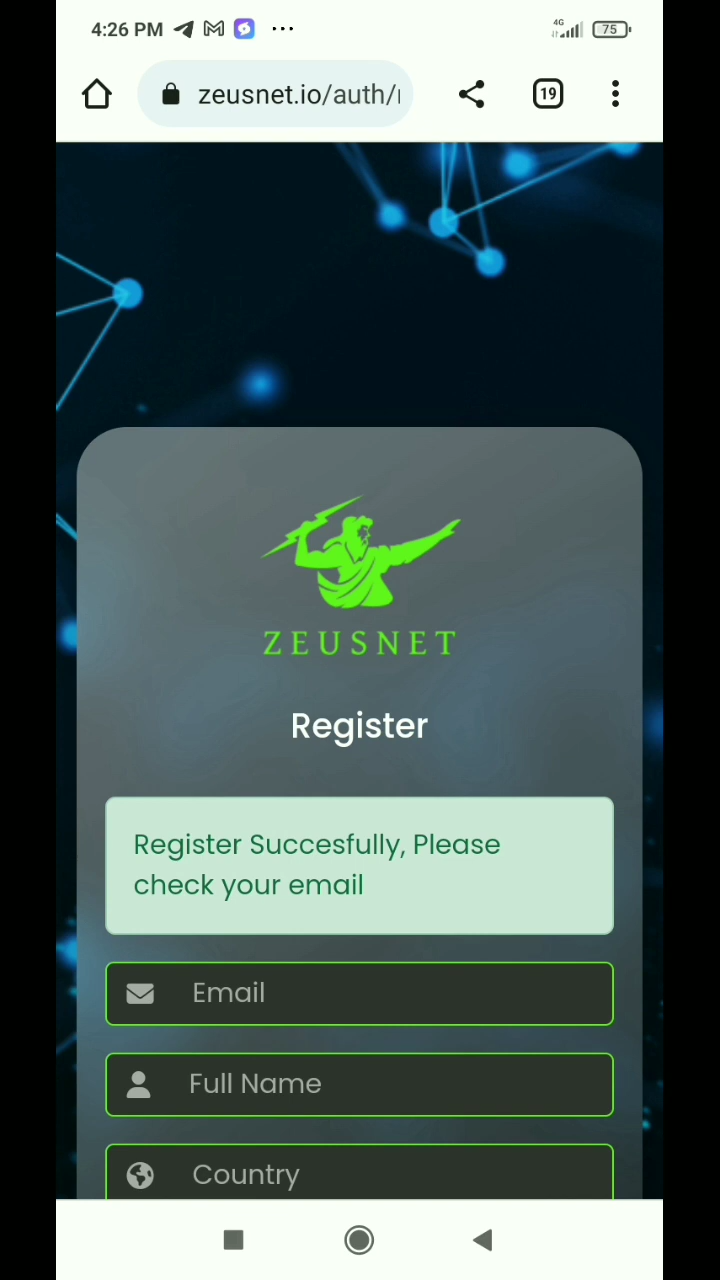 4:26 PM
4G
75
zeusnet.io/auth/
19
ZEUSNET
Register
Register Succesfully, Please
check your email
Email
Full Name
Country